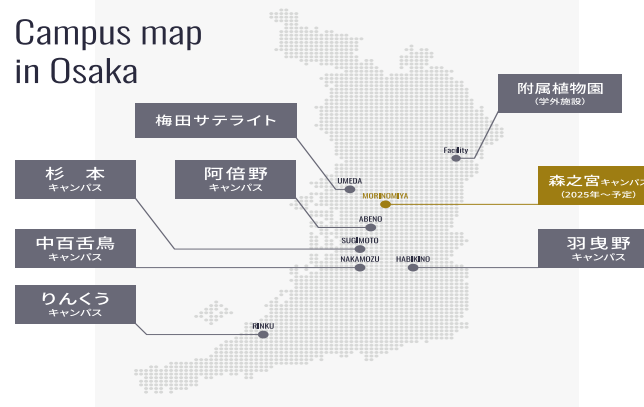 Campus map
in Osaka
附属植物園
(学外施設)
梅田サテライト
Facility
杉 本
キャンパス
阿倍野
キャンパス
UMEDA
MORINOMIYA
森之宮キャンパス
(2025年〜予定)
ABENO
中百舌鳥
キャンパス
SUGIMOTO
NAKAMOZU
HABIKINO
羽曳野
キャンパス
りんくう
キャンパス
RINKU